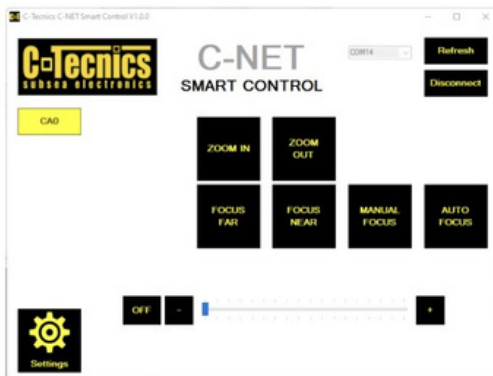 C-Tecnics C-NET Smart Control V1.0.0
C-Tecnics
subsea electronics
C-NET
SMART CONTROL
COM14
Refresh
Disconnect
CA0
ZOOM IN
ZOOM
OUT
FOCUS
FAR
FOCUS
NEAR
MANUAL
FOCUS
AUTO
FOCUS
OFF
-
+
Settings